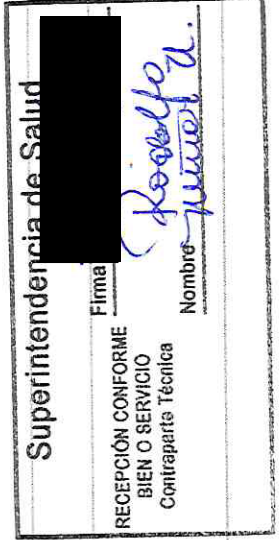 Superintendencia de Salud
Firma
RECEPCIÓN CONFORME
BIEN O SERVICIO
Contraparte Técnica
Nombre Rodolfo